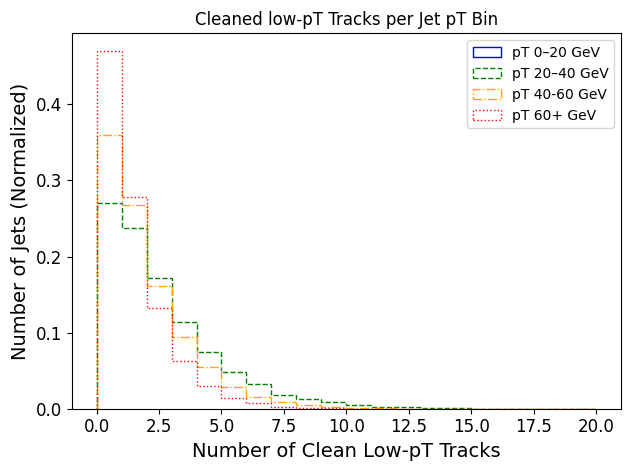 Cleaned low-pT Tracks per Jet pT Bin
pT 0–20 GeV
pT 20–40 GeV
pT 40-60 GeV
pT 60+ GeV
Number of Jets (Normalized)
0.4
0.3
0.2
0.1
0.0
0.0 2.5 5.0 7.5 10.0 12.5 15.0 17.5 20.0
Number of Clean Low-pT Tracks